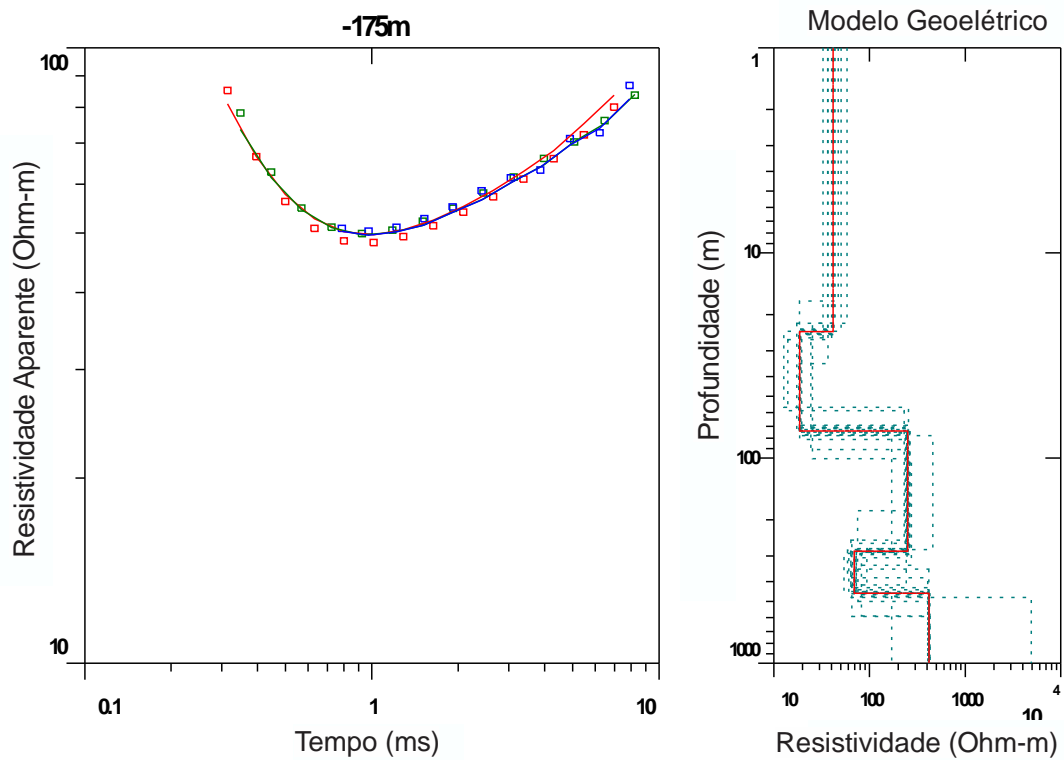 -175m
100
10
0.1
1
10
Resistividade Aparente (Ohm-m)
Tempo (ms)
Modelo Geoelétrico
1
10
100
1000
Profundidade (m)
10
100
1000
10
4
Resistividade (Ohm-m)